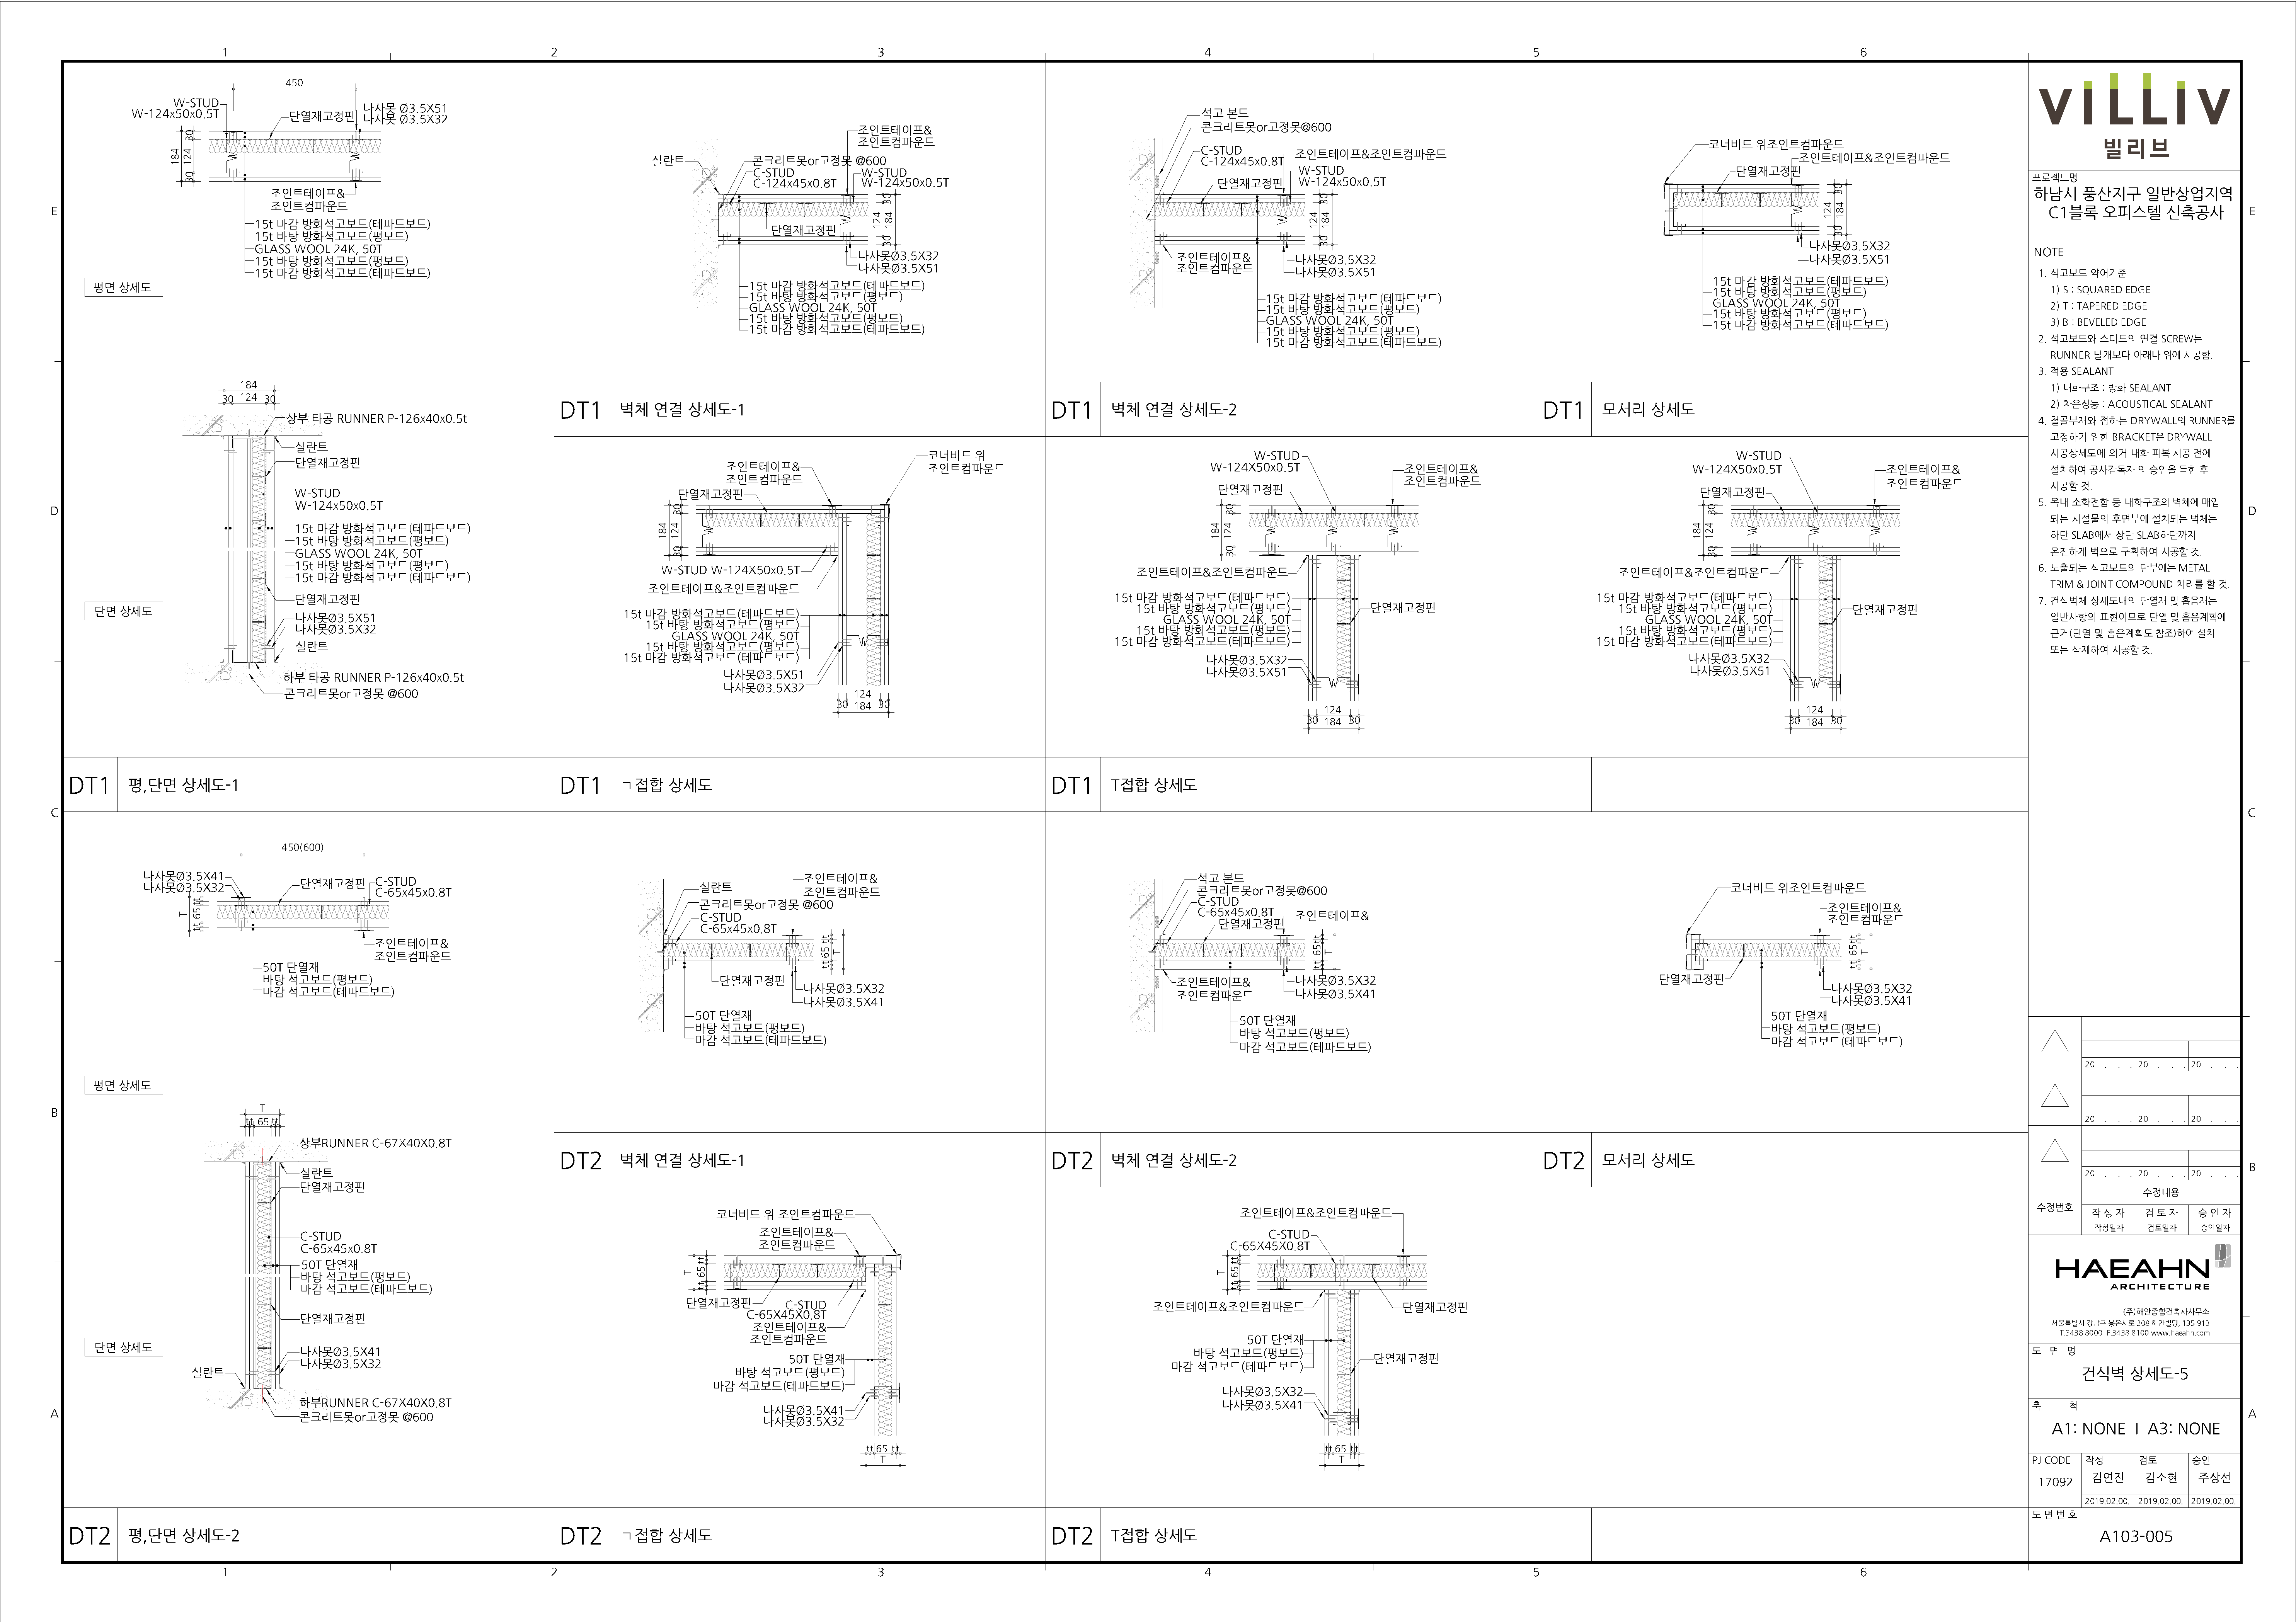 1
2
3
4
5
6
E
D
C
B
A
450
W-STUD
W-124x50x0.5T
단열재고정핀
나사못 Ø3.5X51
나사못 Ø3.5X32
184
30
124
30
조인트테이프&
조인트컴파운드
15t 마감 방화석고보드(테파드보드)
15t 바탕 방화석고보드(평보드)
GLASS WOOL 24K, 50T
15t 바탕 방화석고보드(평보드)
15t 마감 방화석고보드(테파드보드)
평면 상세도
184
30 124 30
상부 타공 RUNNER P-126x40x0.5t
실란트
단열재고정핀
W-STUD
W-124x50x0.5T
15t 마감 방화석고보드(테파드보드)
15t 바탕 방화석고보드(평보드)
GLASS WOOL 24K, 50T
15t 바탕 방화석고보드(평보드)
15t 마감 방화석고보드(테파드보드)
단열재고정핀
단면 상세도
나사못Ø3.5X51
나사못Ø3.5X32
실란트
하부 타공 RUNNER P-126x40x0.5t
콘크리트못or고정못 @600
DT1 평,단면 상세도-1
조인트테이프&
조인트컴파운드
실란트
콘크리트못or고정못 @600
C-STUD
C-124x45x0.8T
W-STUD
W-124x50x0.5T
30
124 184
30
단열재고정핀
나사못Ø3.5X32
나사못Ø3.5X51
15t 마감 방화석고보드(테파드보드)
15t 바탕 방화석고보드(평보드)
GLASS WOOL 24K, 50T
15t 바탕 방화석고보드(평보드)
15t 마감 방화석고보드(테파드보드)
DT1 벽체 연결 상세도-1
석고 본드
콘크리트못or고정못@600
C-STUD
C-124x45x0.8T
조인트테이프&조인트컴파운드
W-STUD
W-124x50x0.5T
단열재고정핀
30
124 184
30
조인트테이프&
조인트컴파운드
나사못Ø3.5X32
나사못Ø3.5X51
15t 마감 방화석고보드(테파드보드)
15t 바탕 방화석고보드(평보드)
GLASS WOOL 24K, 50T
15t 바탕 방화석고보드(평보드)
15t 마감 방화석고보드(테파드보드)
DT1 벽체 연결 상세도-2
코너비드 위조인트컴파운드
조인트테이프&조인트컴파운드
단열재고정핀
30
124 184
30
나사못Ø3.5X32
나사못Ø3.5X51
15t 마감 방화석고보드(테파드보드)
15t 바탕 방화석고보드(평보드)
GLASS WOOL 24K, 50T
15t 바탕 방화석고보드(평보드)
15t 마감 방화석고보드(테파드보드)
DT1 모서리 상세도
코너비드 위
조인트컴파운드
조인트테이프&
조인트컴파운드
단열재고정핀
30
184 124
30
W-STUD W-124X50x0.5T
조인트테이프&조인트컴파운드
15t 마감 방화석고보드(테파드보드)
15t 바탕 방화석고보드(평보드)
GLASS WOOL 24K, 50T
15t 바탕 방화석고보드(평보드)
15t 마감 방화석고보드(테파드보드)
나사못Ø3.5X51
나사못Ø3.5X32
124
30 184 30
DT1 ㄱ접합 상세도
W-STUD
W-124X50x0.5T
조인트테이프&
조인트컴파운드
단열재고정핀
30
184 124
30
조인트테이프&조인트컴파운드
15t 마감 방화석고보드(테파드보드)
15t 바탕 방화석고보드(평보드)
GLASS WOOL 24K, 50T
15t 바탕 방화석고보드(평보드)
15t 마감 방화석고보드(테파드보드)
단열재고정핀
나사못Ø3.5X32
나사못Ø3.5X51
124
30 184 30
DT1 T접합 상세도
W-STUD
W-124X50x0.5T
조인트테이프&
조인트컴파운드
단열재고정핀
30
184 124
30
조인트테이프&조인트컴파운드
15t 마감 방화석고보드(테파드보드)
15t 바탕 방화석고보드(평보드)
GLASS WOOL 24K, 50T
15t 바탕 방화석고보드(평보드)
15t 마감 방화석고보드(테파드보드)
단열재고정핀
나사못Ø3.5X32
나사못Ø3.5X51
124
30 184 30
450(600)
나사못Ø3.5X41
나사못Ø3.5X32
단열재고정핀
C-STUD
C-65x45x0.8T
T
tt 65 tt
조인트테이프&
조인트컴파운드
50T 단열재
바탕 석고보드(평보드)
마감 석고보드(테파드보드)
평면 상세도
T
tt 65 tt
상부RUNNER C-67X40X0.8T
실란트
단열재고정핀
C-STUD
C-65x45x0.8T
50T 단열재
바탕 석고보드(평보드)
마감 석고보드(테파드보드)
단열재고정핀
단면 상세도
나사못Ø3.5X41
나사못Ø3.5X32
실란트
하부RUNNER C-67X40X0.8T
콘크리트못or고정못 @600
DT2 평,단면 상세도-2
실란트
콘크리트못or고정못 @600
C-STUD
C-65x45x0.8T
조인트테이프&
조인트컴파운드
tt 65 tt
T
단열재고정핀
나사못Ø3.5X32
나사못Ø3.5X41
50T 단열재
바탕 석고보드(평보드)
마감 석고보드(테파드보드)
DT2 벽체 연결 상세도-1
석고 본드
콘크리트못or고정못@600
C-STUD
C-65x45x0.7T
조인트테이프&
단열재고정핀
tt 65 tt
T
조인트테이프&
조인트컴파운드
나사못Ø3.5X32
나사못Ø3.5X41
50T 단열재
바탕 석고보드(평보드)
마감 석고보드(테파드보드)
DT2 벽체 연결 상세도-2
코너비드 위조인트컴파운드
조인트테이프&
조인트컴파운드
tt 65 tt
T
단열재고정핀
나사못Ø3.5X32
나사못Ø3.5X41
50T 단열재
바탕 석고보드(평보드)
마감 석고보드(테파드보드)
DT2 모서리 상세도
코너비드 위 조인트컴파운드
조인트테이프&
조인트컴파운드
T
tt 65 tt
단열재고정핀
C-STUD
C-65X45X0.8T
조인트테이프&
조인트컴파운드
50T 단열재
바탕 석고보드(평보드)
마감 석고보드(테파드보드)
나사못Ø3.5X41
나사못Ø3.5X32
tt 65 tt
T
DT2 ㄱ접합 상세도
조인트테이프&조인트컴파운드
C-STUD
C-65X45X0.8T
T
tt 65 tt
조인트테이프&조인트컴파운드
단열재고정핀
50T 단열재
바탕 석고보드(평보드)
마감 석고보드(테파드보드)
단열재고정핀
나사못Ø3.5X32
나사못Ø3.5X41
tt 65 tt
T
DT2 T접합 상세도
VILLIV
빌리브
프로젝트명
하남시 풍산지구 일반상업지역
C1블록 오피스텔 신축공사
NOTE
1. 석고보드 약어기준
1) S : SQUARED EDGE
2) T : TAPERED EDGE
3) B : BEVELED EDGE
2. 석고보드와 스터드의 연결 SCREW는
RUNNER 날개보다 아래나 위에 시공함.
3. 적용 SEALANT
1) 내화구조 : 방화 SEALANT
2) 차음성능 : ACOUSTICAL SEALANT
4. 철골부재와 접하는 DRYWALL의 RUNNER를
고정하기 위한 BRACKET은 DRYWALL
시공상세도에 의거 내화 피복 시공 전에
설치하여 공사감독자 의 승인을 득한 후
시공할 것.
5. 옥내 소화전함 등 내화구조의 벽체에 매입
되는 시설물의 후면부에 설치되는 벽체는
하단 SLAB에서 상단 SLAB하단까지
온전하게 벽으로 구획하여 시공할 것.
6. 노출되는 석고보드의 단부에는 METAL
TRIM & JOINT COMPOUND 처리를 할 것.
7. 건식벽체 상세도내의 단열재 및 흡음재는
일반사항의 표현이므로 단열 및 흡음계획에
근거(단열 및 흡음계획도 참조)하여 설치
또는 삭제하여 시공할 것.
20 . . . 20 . . . 20 . . .
20 . . . 20 . . . 20 . . .
20 . . . 20 . . . 20 . . .
수정번호
수정내용
작 성 자 검 토 자 승 인 자
작성일자 검토일자 승인일자
HAEAHN
ARCHITECTURE
(주)해안종합건축사사무소
서울특별시 강남구 봉은사로 208 해안빌딩, 135-913
T.3438 8000 F.3438 8100 www.haeahn.com
도 면 명
건식벽 상세도-5
축 척
A1: NONE I A3: NONE
PJ CODE 작성 검토 승인
17092 김연진 김소현 주상선
2019.02.00. 2019.02.00. 2019.02.00.
도 면 번 호
A103-005
E
D
C
B
A
1
2
3
4
5
6